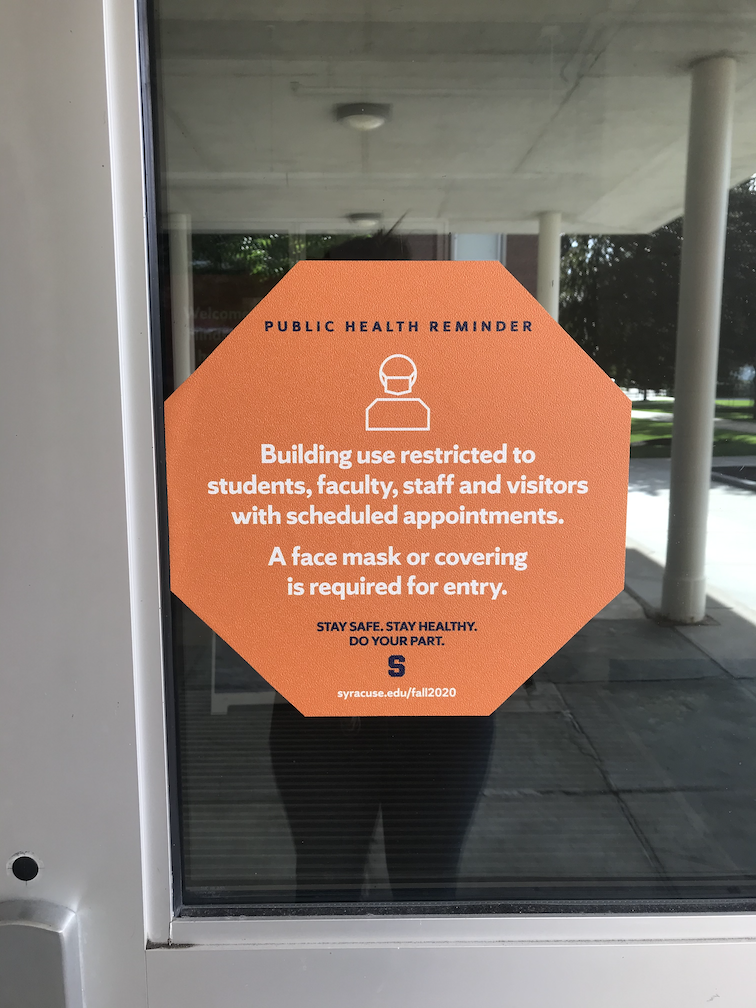 Welcome
PUBLIC HEALTH REMINDER
Building use restricted to
students, faculty, staff and visitors
with scheduled appointments.
A face mask or covering
is required for entry.
STAY SAFE. STAY HEALTHY.
DO YOUR PART.
S
syracuse.edu/fall2020